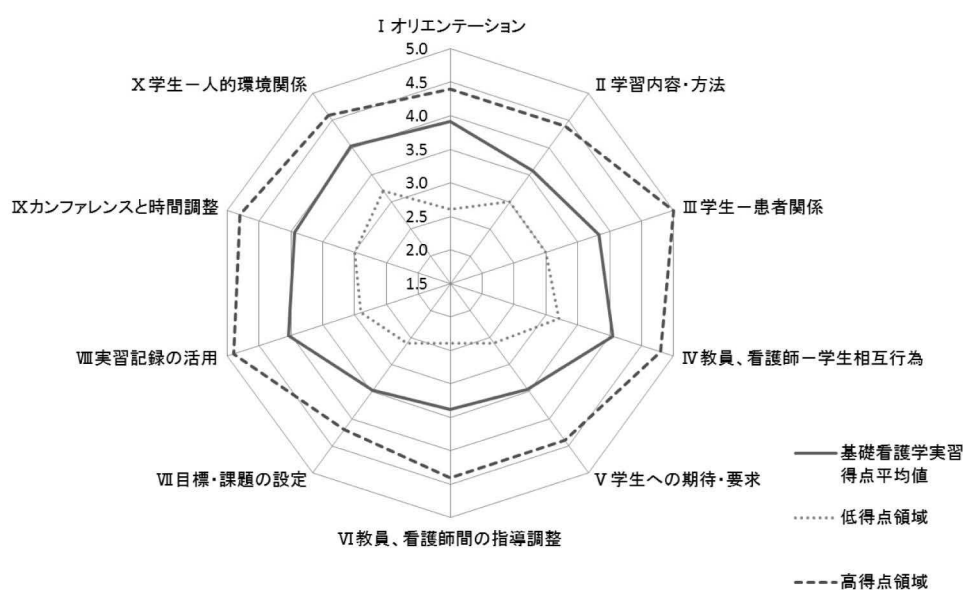 Ⅰオリエンテーション
Ⅱ学習内容・方法
Ⅲ学生－患者関係
Ⅳ教員、看護師－学生相互行為
Ⅴ学生への期待・要求
Ⅵ教員、看護師間の指導調整
Ⅶ目標・課題の設定
Ⅷ実習記録の活用
Ⅸカンファレンスと時間調整
Ⅹ学生－人的環境関係
5.0
4.5
4.0
3.5
3.0
2.5
2.0
1.5
基礎看護学実習
得点平均値
低得点領域
高得点領域